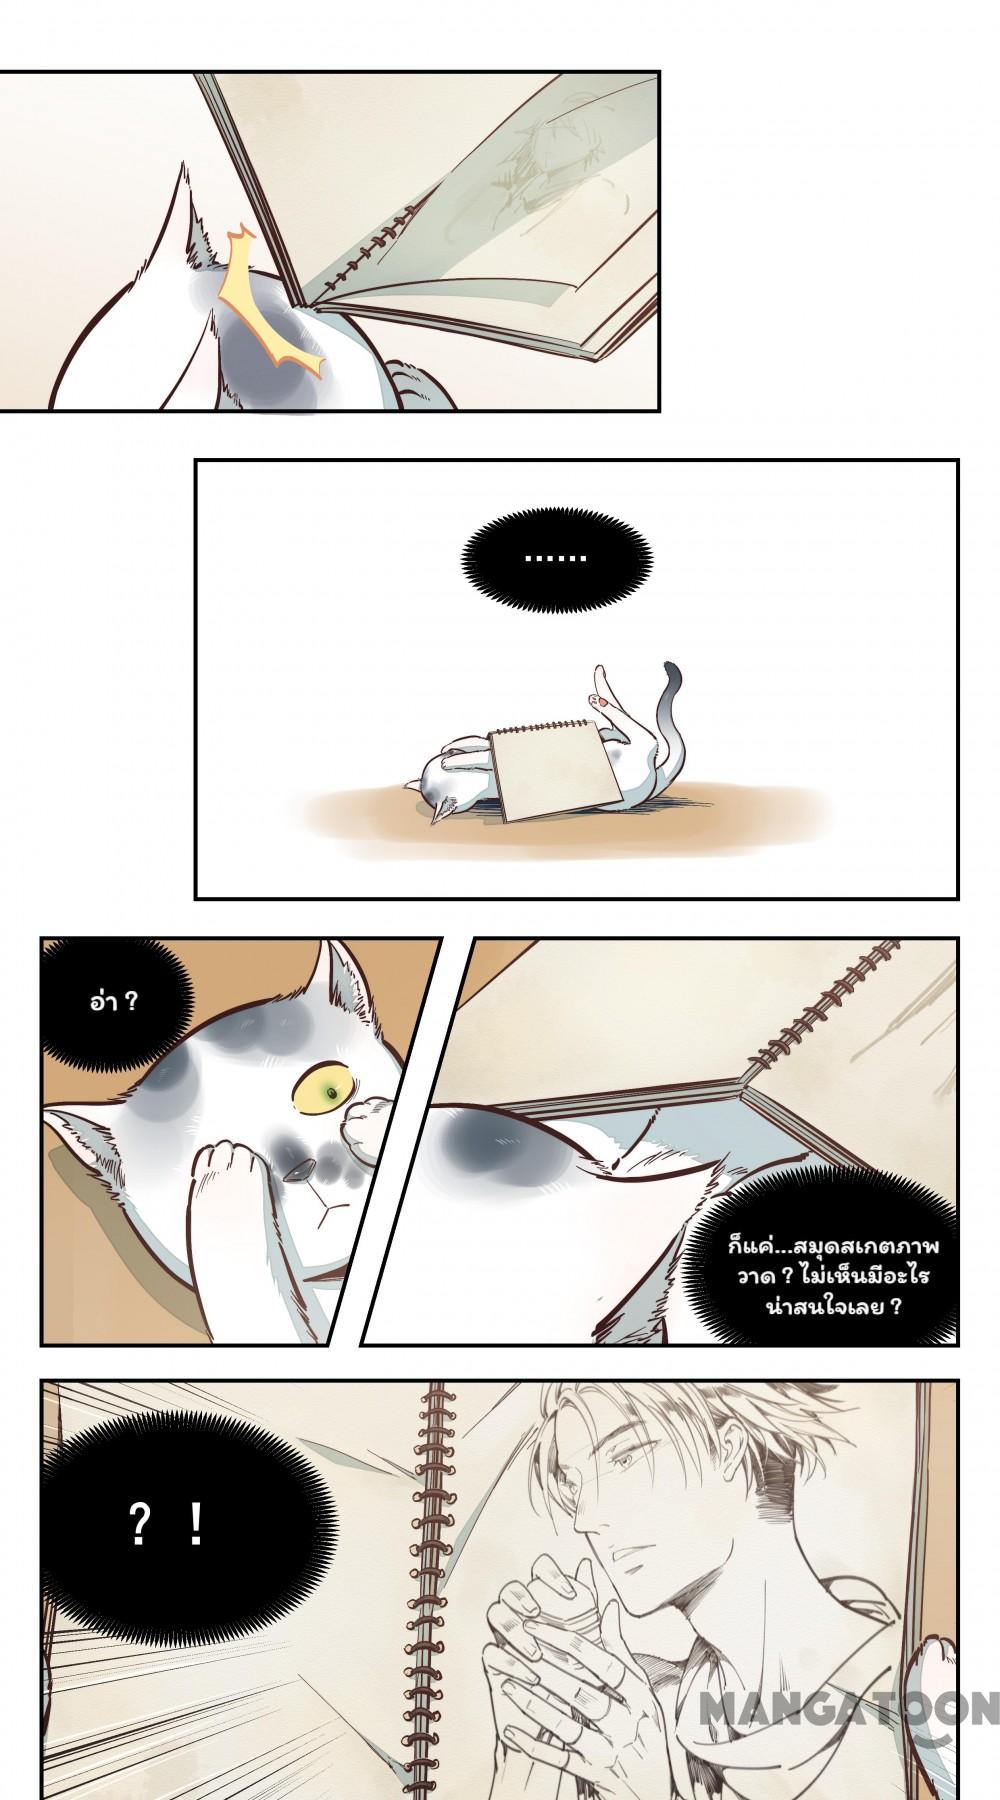 ......
อ่า ?
ก็แค่...สมุดสเกตภาพ
วาด ? ไม่เห็นมีอะไร
น่าสนใจเลย ?
? !
MANGATOON